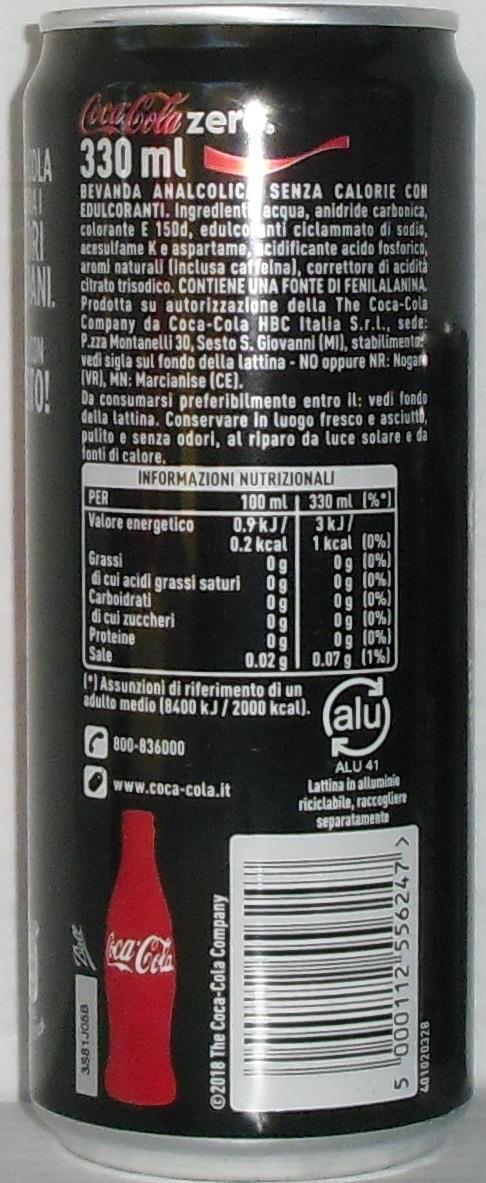 Coca-Cola zero.
330 ml
BEVANDA ANALCOLICA SENZA CALORIE CON
EDULCORANTI. Ingredienti: acqua, anidride carbonica,
colorante E 150d, edulcoranti ciclammato di sodio,
acesulfame K e aspartame, acidificante acido fosforico,
aromi naturali (inclusa caffeina), correttore di acidità
citrato trisodico. CONTIENE UNA FONTE DI FENILALANINA.
Prodotta su autorizzazione della The Coca-Cola
Company da Coca-Cola HBC Italia S.r.l., sede:
P.zza Montanelli 30, Sesto S. Giovanni (MI), stabilimento:
vedi sigla sul fondo della lattina - NO oppure NR: Nogara
(VR), MN: Marcianise (CE).
Da consumarsi preferibilmente entro il: vedi fondo
della lattina. Conservare in luogo fresco e asciutto,
pulito e senza odori, al riparo da luce solare e da
fonti di calore.
INFORMAZIONI NUTRIZIONALI
PER 100 ml 330 ml (%*)
Valore energetico 0.9 kJ / 3 kJ /
0.2 kcal 1 kcal (0%)
Grassi 0 g 0 g (0%)
di cui acidi grassi saturi 0 g 0 g (0%)
Carboidrati 0 g 0 g (0%)
di cui zuccheri 0 g 0 g (0%)
Proteine 0 g 0 g (0%)
Sale 0.02 g 0.07 g (1%)
(*) Assunzioni di riferimento di un
adulto medio (8400 kJ / 2000 kcal).
alu
ALU 41
Lattina in alluminio
riciclabile, raccogliere
separatamente
800-836000
www.coca-cola.it
Coca-Cola
Ball
3S81J05B
©2018 The Coca-Cola Company
5 000112 556247 >
401020328